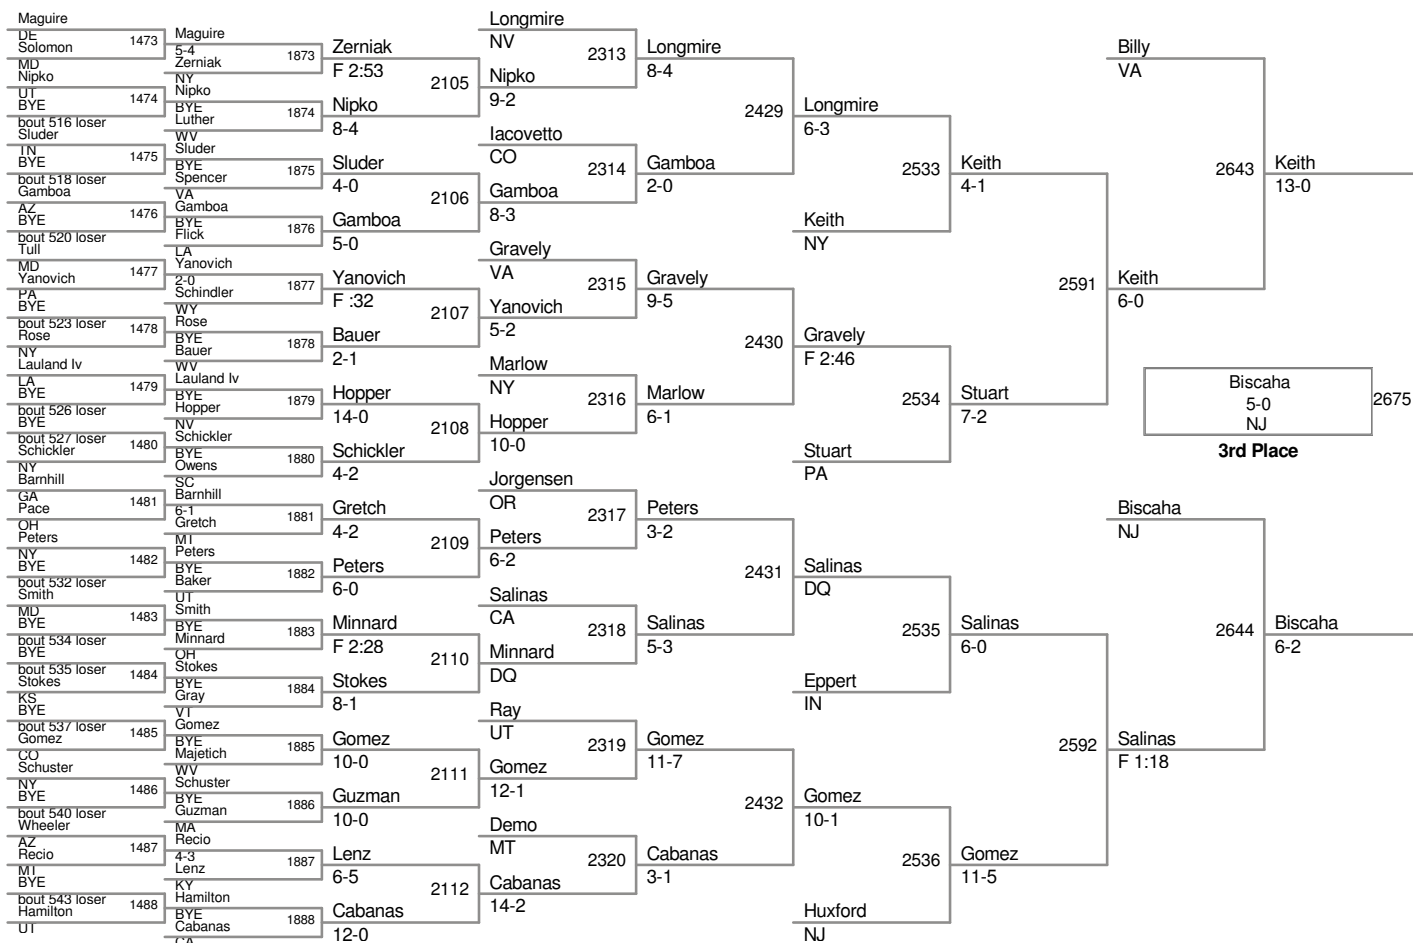 Maguire
DE
Solomon
1473
MD
Nipko
UT
BYE
1474
bout 516 loser
Sluder
IN
BYE
1475
bout 518 loser
Gamboa
AZ
BYE
1476
bout 520 loser
Tull
MD
Yanovich
1477
PA
BYE
bout 523 loser
Rose
1478
NY
Lauland Iv
LA
BYE
1479
bout 526 loser
BYE
bout 527 loser
Schickler
1480
NY
Barnhill
GA
Pace
1481
OH
Peters
NY
BYE
1482
bout 532 loser
Smith
MD
BYE
1483
bout 534 loser
BYE
bout 535 loser
Stokes
1484
KS
BYE
bout 537 loser
Gomez
1485
CO
Schuster
NY
BYE
1486
bout 540 loser
Wheeler
AZ
Recio
1487
MT
BYE
bout 543 loser
Hamilton
1488
UT
Maguire
5-4
Zerniak
1873
NY
Nipko
BYE
Luther
1874
WV
Sluder
BYE
Spencer
1875
VA
Gamboa
BYE
Flick
1876
LA
Yanovich
2-0
Schindler
1877
WY
Rose
BYE
Bauer
1878
WV
Lauland Iv
BYE
Hopper
1879
NV
Schickler
BYE
Owens
1880
SC
Barnhill
6-1
Gretch
1881
MT
Peters
BYE
Baker
1882
UT
Smith
BYE
Minnard
1883
OH
Stokes
BYE
Gray
1884
VT
Gomez
BYE
Majetich
1885
WV
Schuster
BYE
Guzman
1886
MA
Recio
4-3
Lenz
1887
KY
Hamilton
BYE
Cabanas
1888
CA
Zerniak
F 2:53
2105
Nipko
8-4
Sluder
4-0
2106
Gamboa
5-0
Yanovich
F :32
2107
Bauer
2-1
Hopper
14-0
2108
Schickler
4-2
Gretch
4-2
2109
Peters
6-0
Minnard
F 2:28
2110
Stokes
8-1
Gomez
10-0
2111
Guzman
10-0
Lenz
6-5
2112
Cabanas
12-0
Longmire
NV
2313
Nipko
9-2
Iacovetto
CO
2314
Gamboa
8-3
Gravely
VA
2315
Yanovich
5-2
Marlow
NY
2316
Hopper
10-0
Jorgensen
OR
2317
Peters
6-2
Salinas
CA
2318
Minnard
DQ
Ray
UT
2319
Gomez
12-1
Demo
MT
2320
Cabanas
14-2
Longmire
8-4
2429
Gamboa
2-0
Gravely
9-5
2430
Marlow
6-1
Peters
3-2
2431
Salinas
5-3
Gomez
11-7
2432
Cabanas
3-1
Longmire
6-3
2533
Keith
NY
Gravely
F 2:46
2534
Stuart
PA
Salinas
DQ
2535
Eppert
IN
Gomez
10-1
2536
Huxford
NJ
Keith
4-1
2591
Stuart
7-2
Salinas
6-0
2592
Gomez
11-5
Billy
VA
2643
Keith
6-0
Biscaha
5-0
NJ
2675
3rd Place
Biscaha
NJ
2644
Salinas
F 1:18
Keith
13-0
Biscaha
6-2